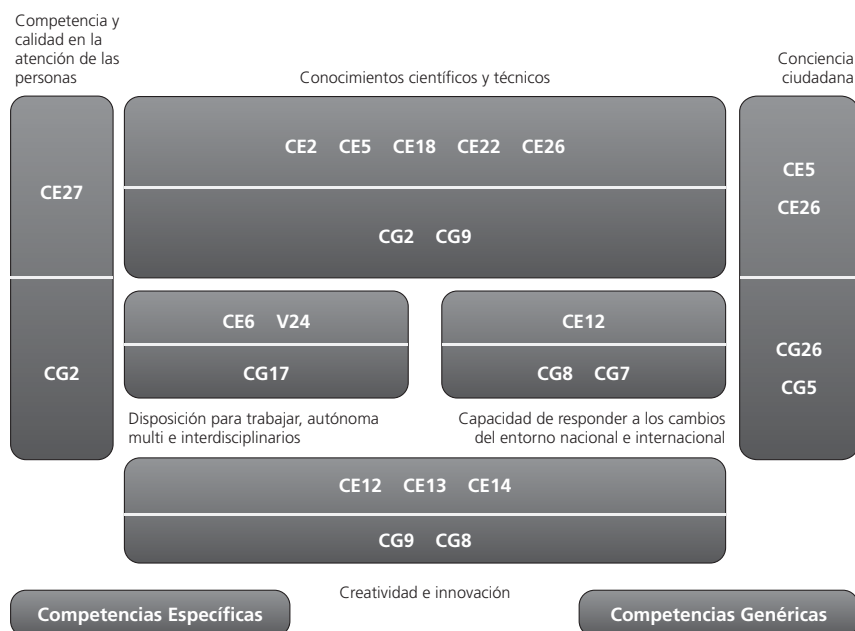 Competencia y
calidad en la
atención de las
personas
Conocimientos científicos y técnicos
Conciencia
ciudadana
CE27
CG2
CE2 CE5 CE18 CE22 CE26
CG2 CG9
CE5
CE26
CG26
CG5
CE6 V24
CG17
CE12
CG8 CG7
Disposición para trabajar, autónoma
multi e interdisciplinarios
Capacidad de responder a los cambios
del entorno nacional e internacional
CE12 CE13 CE14
CG9 CG8
Creatividad e innovación
Competencias Específicas
Competencias Genéricas